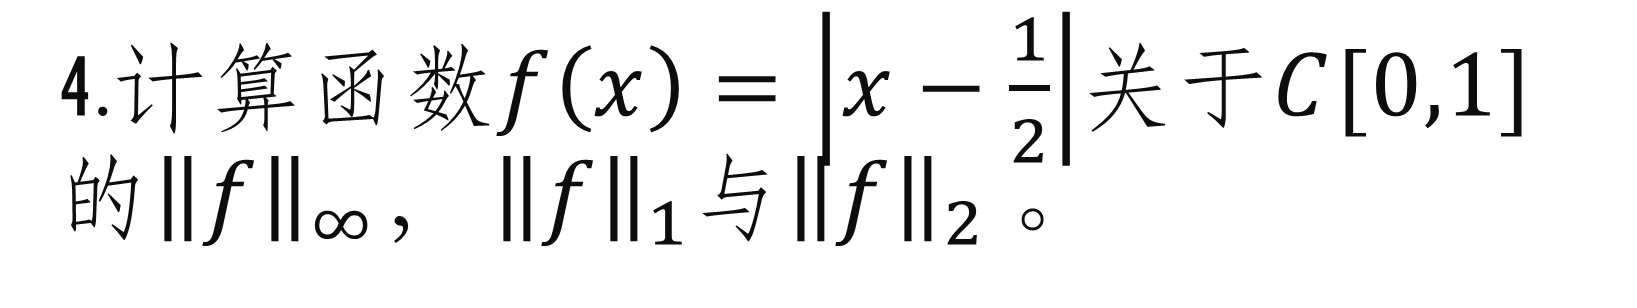 4.计算函数f(x) = |x − 1/2|关于C[0,1]
的‖f‖∞, ‖f‖1与‖f‖2。